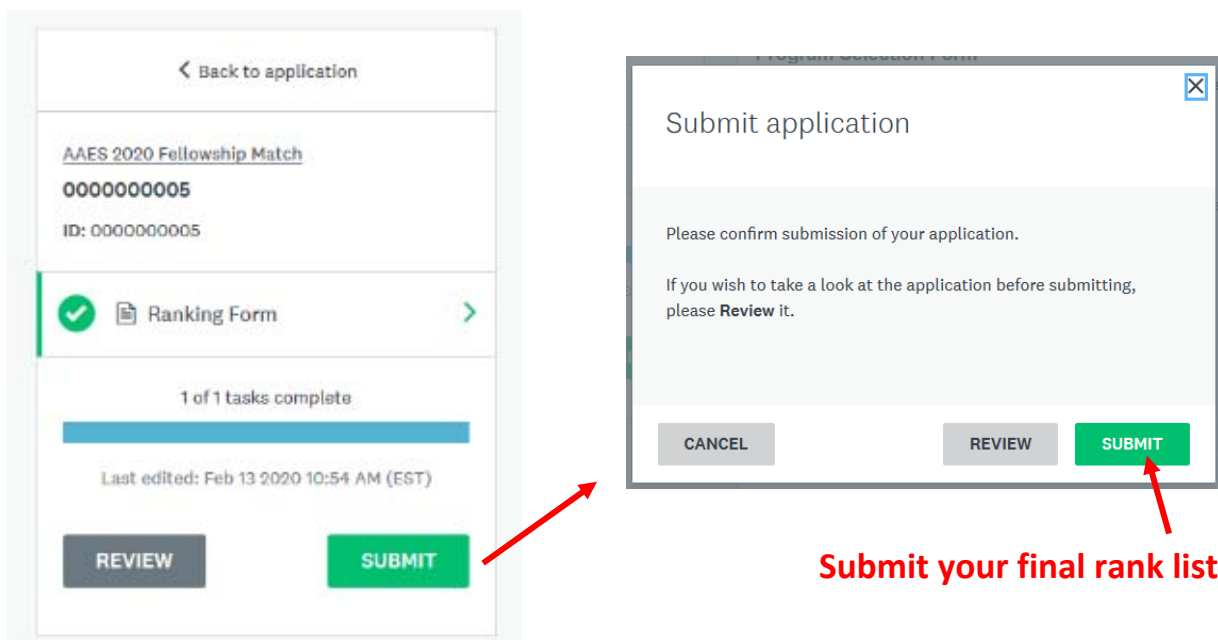 Back to application
AAES 2020 Fellowship Match
0000000005
ID: 0000000005
Ranking Form
1 of 1 tasks complete
Last edited: Feb 13 2020 10:54 AM (EST)
REVIEW
SUBMIT
Program Selection Form
Submit application
Please confirm submission of your application.
If you wish to take a look at the application before submitting,
please Review it.
CANCEL
REVIEW
SUBMIT
Submit your final rank list